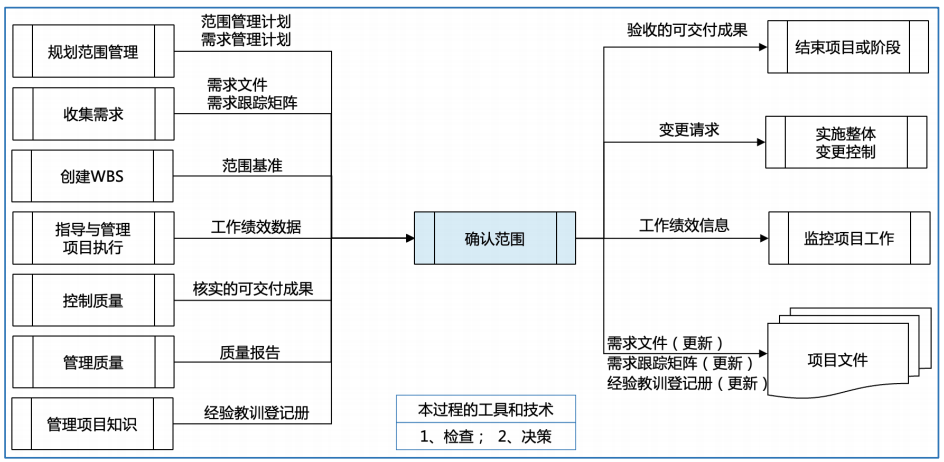 规划范围管理
范围管理计划
需求管理计划
收集需求
需求文件
需求跟踪矩阵
创建WBS
范围基准
指导与管理
项目执行
工作绩效数据
控制质量
核实的可交付成果
管理质量
质量报告
管理项目知识
经验教训登记册
确认范围
本过程的工具和技术
1、检查； 2、决策
验收的可交付成果
结束项目或阶段
变更请求
实施整体
变更控制
工作绩效信息
监控项目工作
需求文件（更新）
需求跟踪矩阵（更新）
经验教训登记册（更新）
项目文件